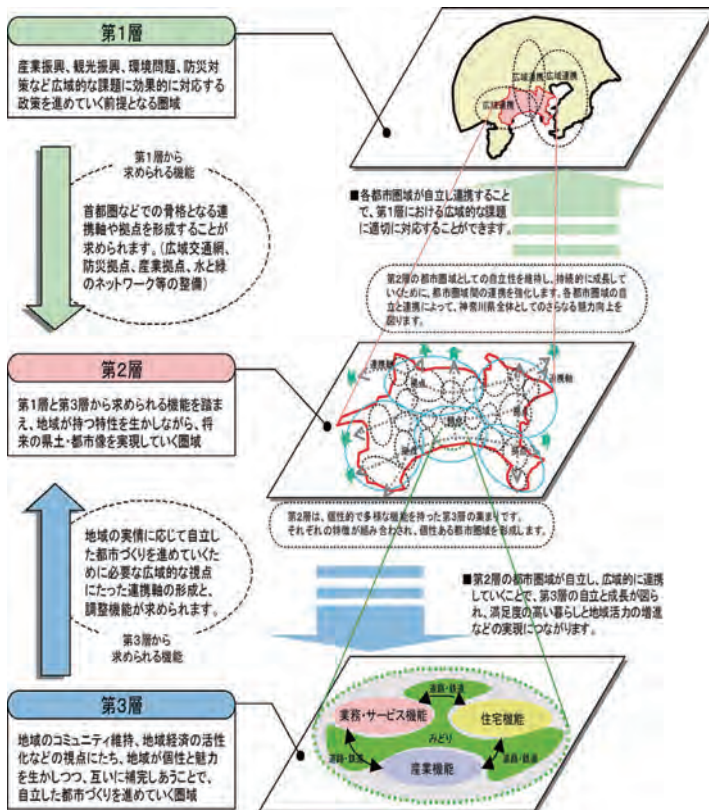 第1層
産業振興、観光振興、環境問題、防災対
策など広域的な課題に効果的に対応する
政策を進めていく前提となる圏域
広域連携
広域連携
広域連携
第1層から
求められる機能
首都圏などでの骨格となる連
携軸や拠点を形成することが
求められます。(広域交通網、
防災拠点、産業拠点、水と緑
のネットワーク等の整備)
■各都市圏域が自立し連携すること
で、第1層における広域的な課題
に適切に対応することができます。
第2層の都市圏域としての自立性を維持し、持続的に成長して
いくために、都市圏域間の連携を強化します。各都市圏域の自
立と連携によって、神奈川県全体としてのさらなる魅力向上を
図ります。
第2層
第1層と第3層から求められる機能を踏ま
え、地域が持つ特性を生かしながら、将
来の県土・都市像を実現していく圏域
連携軸
連携軸
拠点
拠点
拠点
拠点
拠点
第2層は、個性的で多様な機能を持った第3層の集まりです。
それぞれの特徴が組み合わされ、個性ある都市圏域を形成します。
地域の実情に応じて自立し
た都市づくりを進めていく
ために必要な広域的な視点
にたった連携軸の形成と、
調整機能が求められます。
第3層から
求められる機能
■第2層の都市圏域が自立し、広域的に連携
していくことで、第3層の自立と成長が図ら
れ、満足度の高い暮らしと地域活力の増進
などの実現につながります。
第3層
地域のコミュニティ維持、地域経済の活性
化などの視点にたち、地域が個性と魅力
を生かしつつ、互いに補完しあうことで、
自立した都市づくりを進めていく圏域
道路・鉄道
業務・サービス機能
住宅機能
みどり
道路・鉄道
道路・鉄道
産業機能